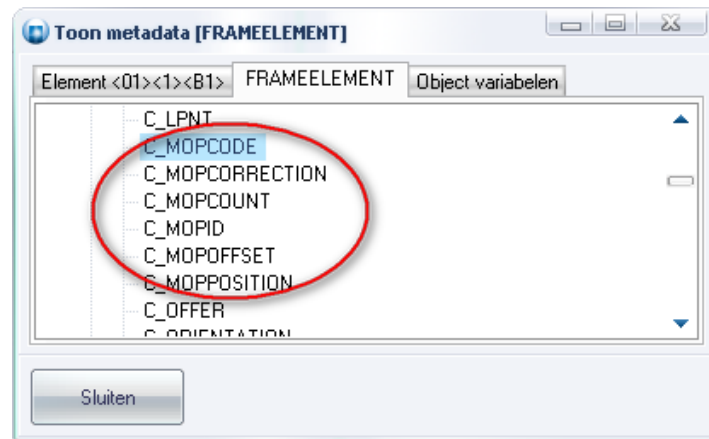 Toon metadata [FRAMEELEMENT]
Element <01><1><B1> FRAMEELEMENT Object variabelen
C_LPNT
C_MOPCODE
C_MOPCORRECTION
C_MOPCOUNT
C_MOPID
C_MOPOFFSET
C_MOPPOSITION
C_OFFER
C_ORIENTATION
Sluiten